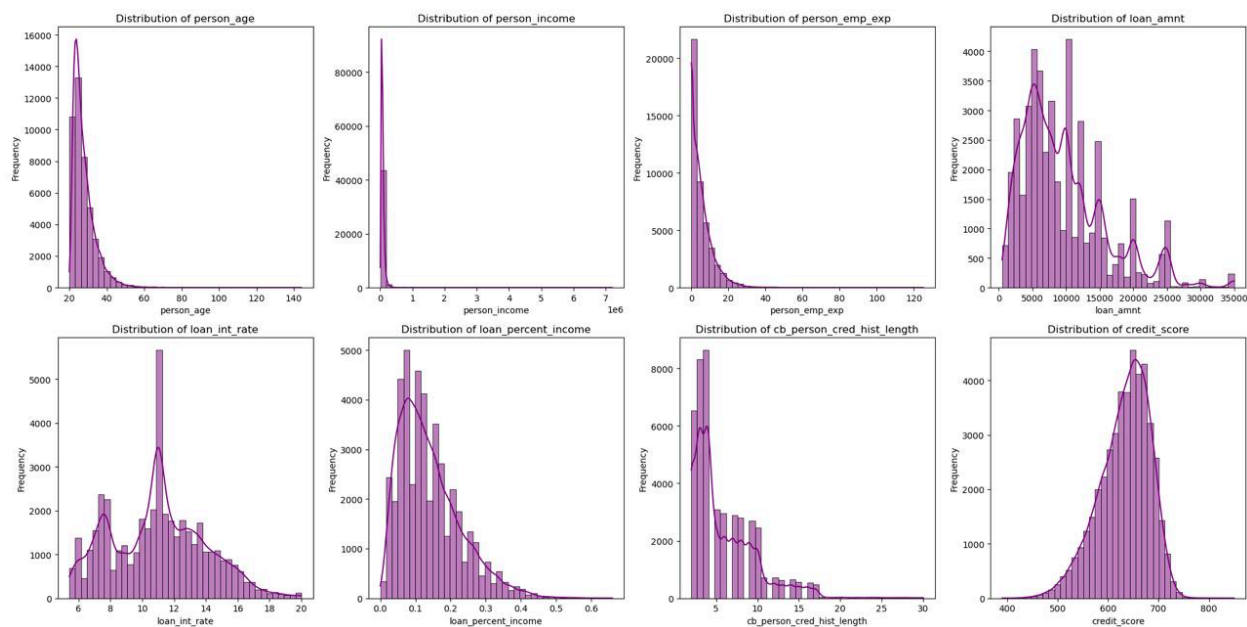 Distribution of person_age
Frequency
16000
14000
12000
10000
8000
6000
4000
2000
0
20 40 60 80 100 120 140
person_age
Distribution of person_income
Frequency
80000
60000
40000
20000
0
0 1 2 3 4 5 6 7
1e6
person_income
Distribution of person_emp_exp
Frequency
20000
17500
15000
12500
10000
7500
5000
2500
0
0 20 40 60 80 100 120
person_emp_exp
Distribution of loan_amnt
Frequency
4000
3500
3000
2500
2000
1500
1000
500
0
0 5000 10000 15000 20000 25000 30000 35000
loan_amnt
Distribution of loan_int_rate
Frequency
5000
4000
3000
2000
1000
0
6 8 10 12 14 16 18 20
loan_int_rate
Distribution of loan_percent_income
Frequency
5000
4000
3000
2000
1000
0
0.0 0.1 0.2 0.3 0.4 0.5 0.6
loan_percent_income
Distribution of cb_person_cred_hist_length
Frequency
8000
6000
4000
2000
0
5 10 15 20 25 30
cb_person_cred_hist_length
Distribution of credit_score
Frequency
4000
3000
2000
1000
0
400 500 600 700 800
credit_score